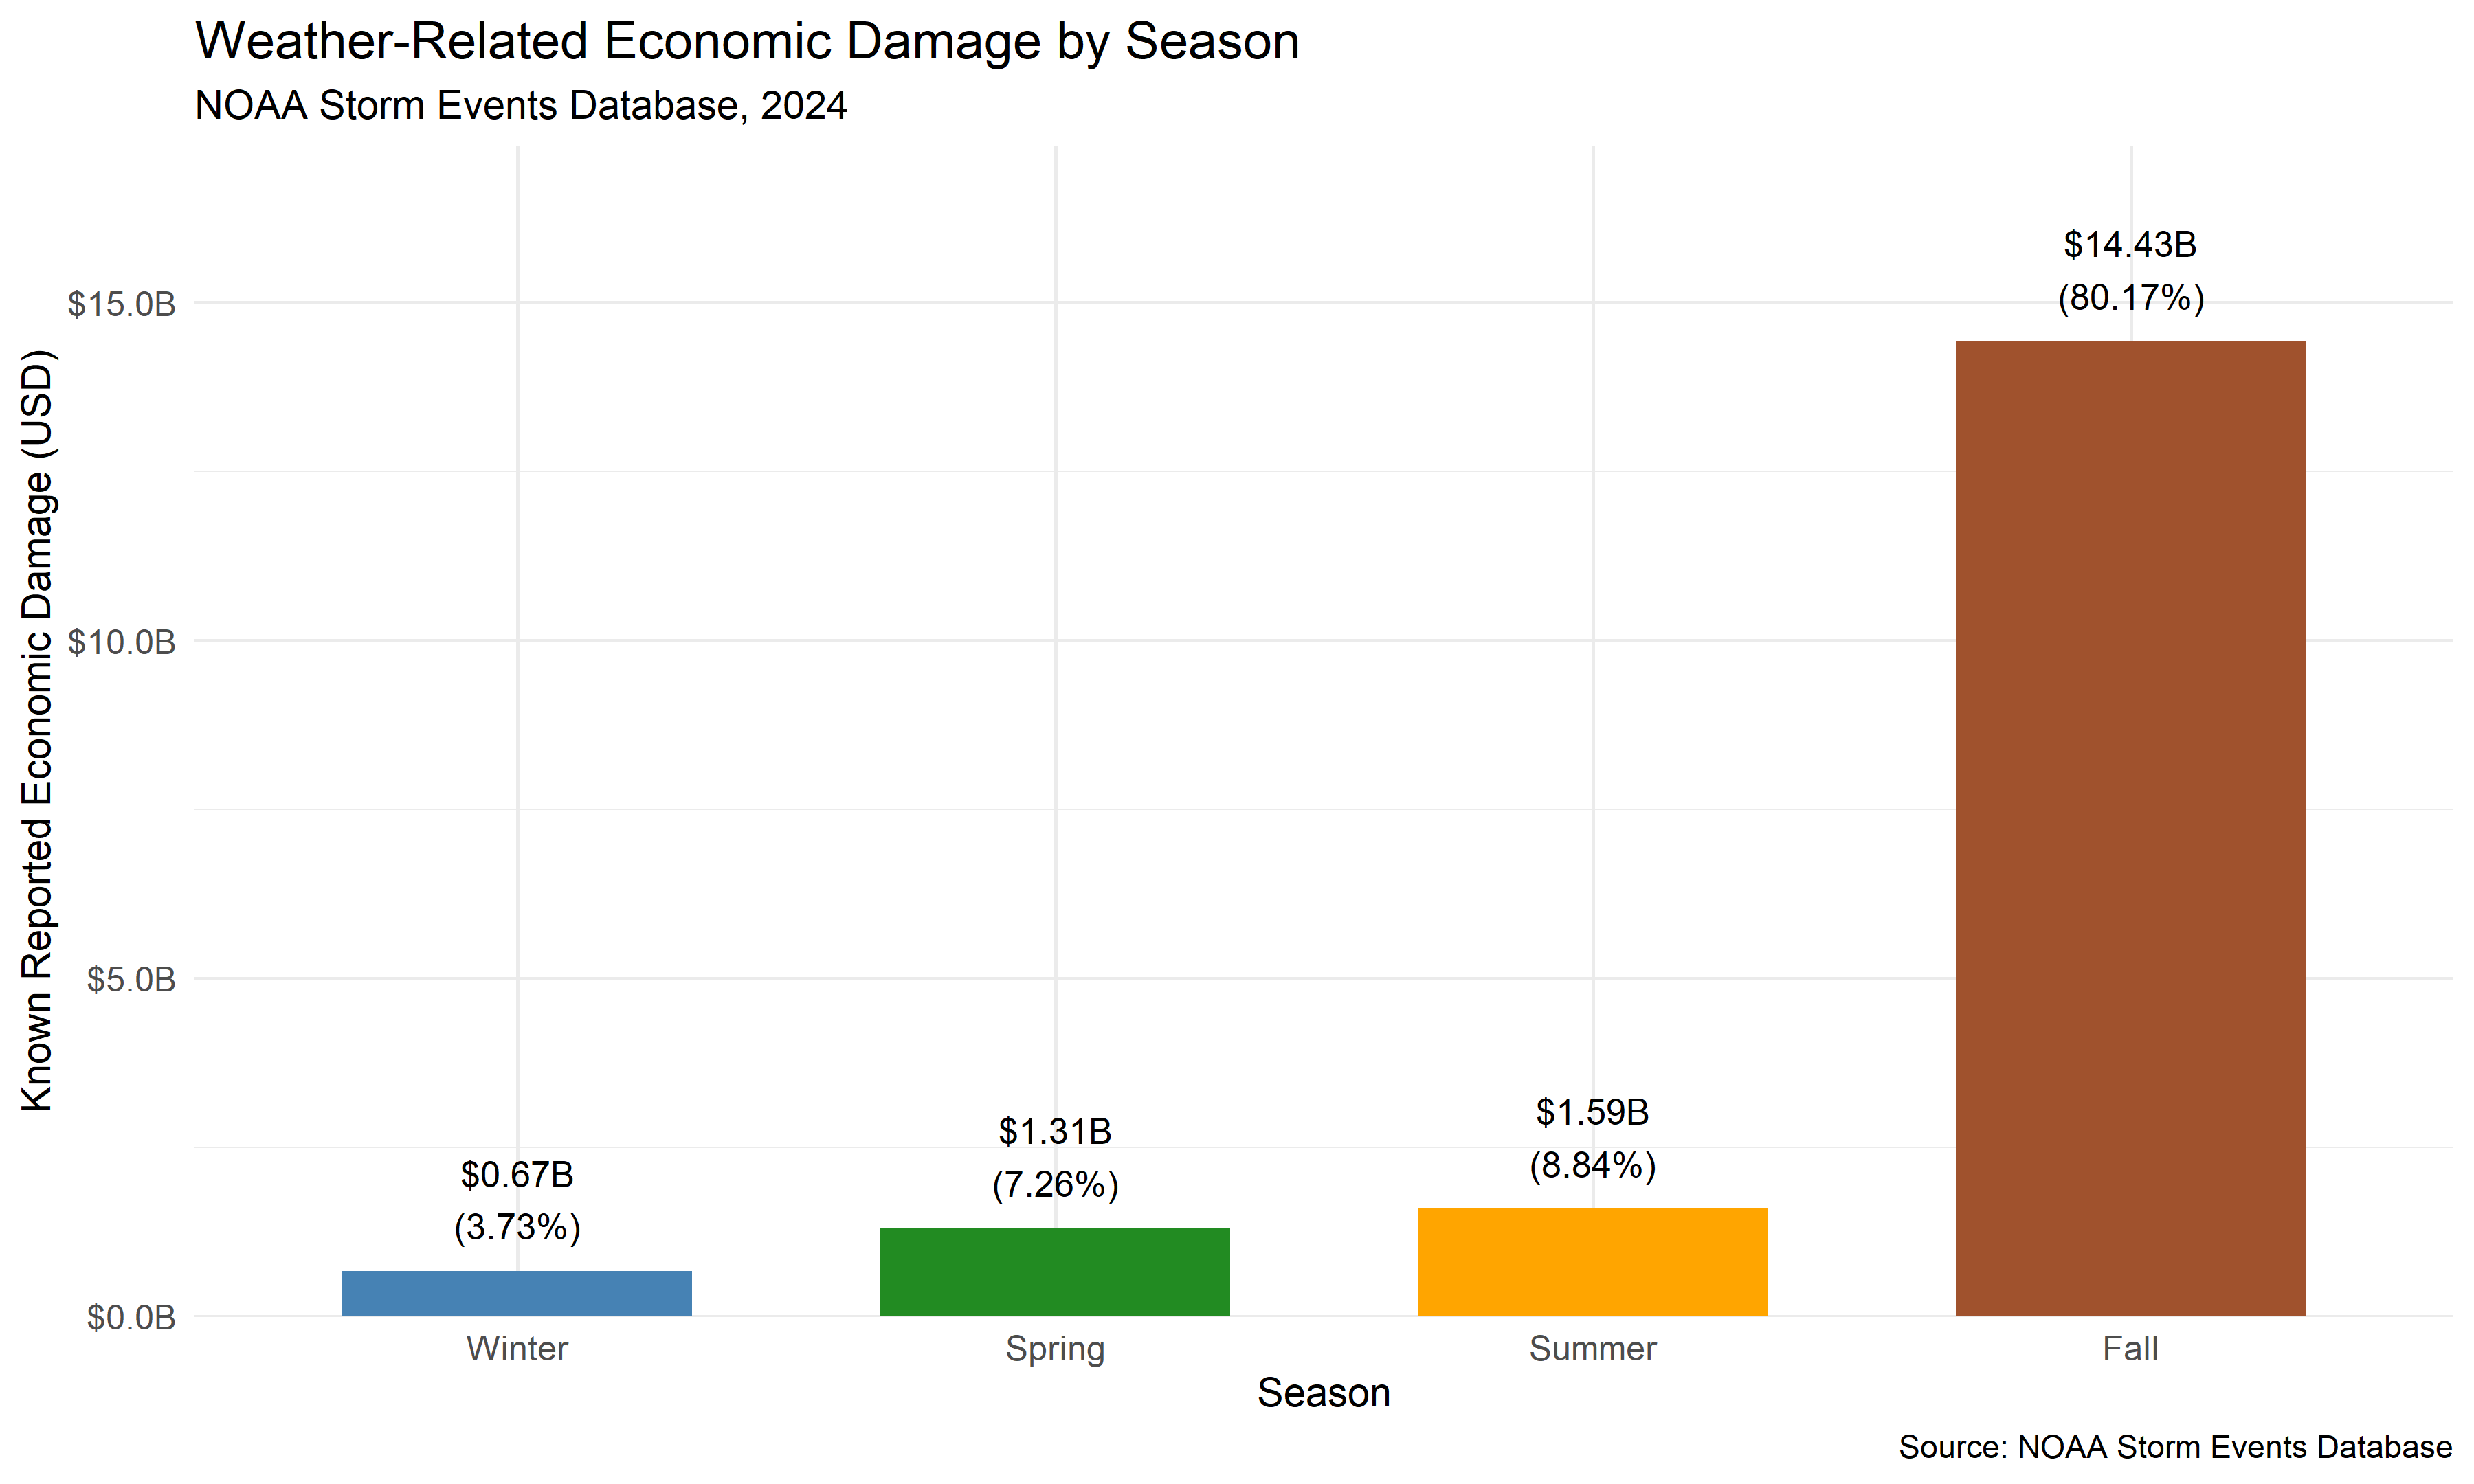 Weather-Related Economic Damage by Season
NOAA Storm Events Database, 2024
Known Reported Economic Damage (USD)
$15.0B
$10.0B
$5.0B
$0.0B
$0.67B
(3.73%)
$1.31B
(7.26%)
$1.59B
(8.84%)
$14.43B
(80.17%)
Winter
Spring
Summer
Fall
Season
Source: NOAA Storm Events Database